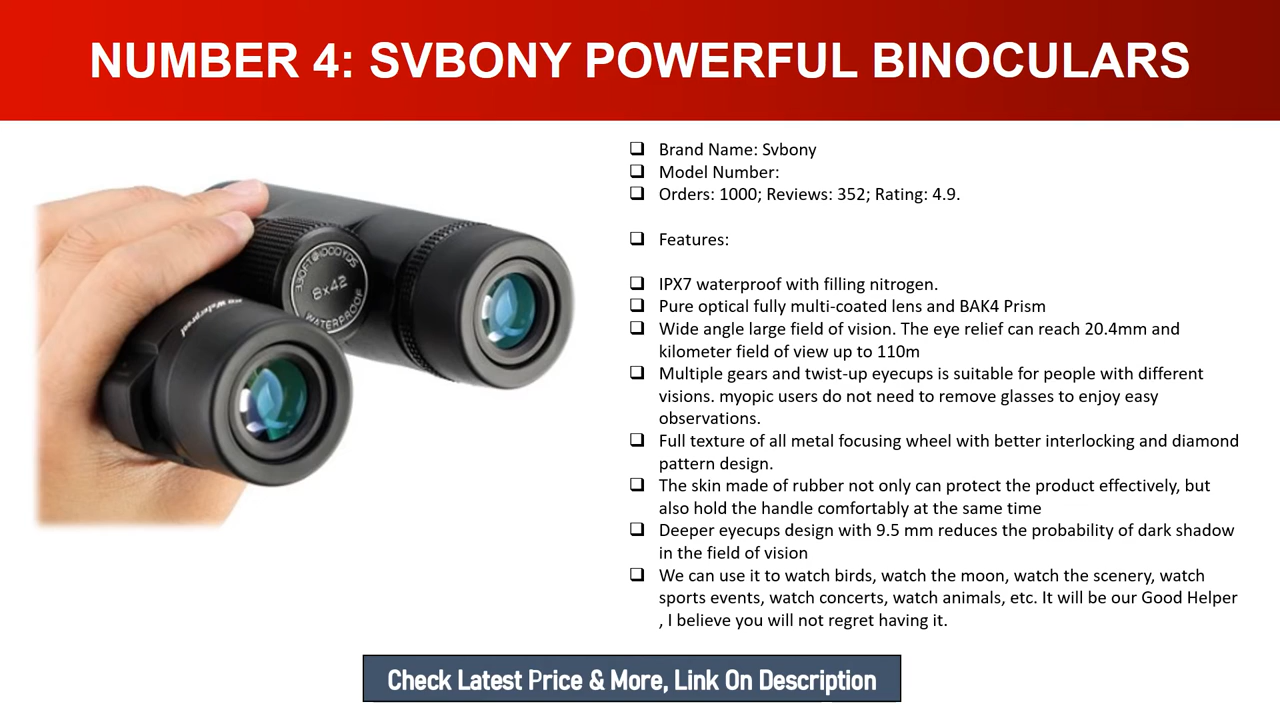 NUMBER 4: SVBONY POWERFUL BINOCULARS
Brand Name: Svbony
Model Number:
Orders: 1000; Reviews: 352; Rating: 4.9.
Features:
IPX7 waterproof with filling nitrogen.
Pure optical fully multi-coated lens and BAK4 Prism
Wide angle large field of vision. The eye relief can reach 20.4mm and
kilometer field of view up to 110m
Multiple gears and twist-up eyecups is suitable for people with different
visions. myopic users do not need to remove glasses to enjoy easy
observations.
Full texture of all metal focusing wheel with better interlocking and diamond
pattern design.
The skin made of rubber not only can protect the product effectively, but
also hold the handle comfortably at the same time
Deeper eyecups design with 9.5 mm reduces the probability of dark shadow
in the field of vision
We can use it to watch birds, watch the moon, watch the scenery, watch
sports events, watch concerts, watch animals, etc. It will be our Good Helper
, I believe you will not regret having it.
330FT@1000YDS
8x42
WATERPROOF
Waterproof
Check Latest Price & More, Link On Description